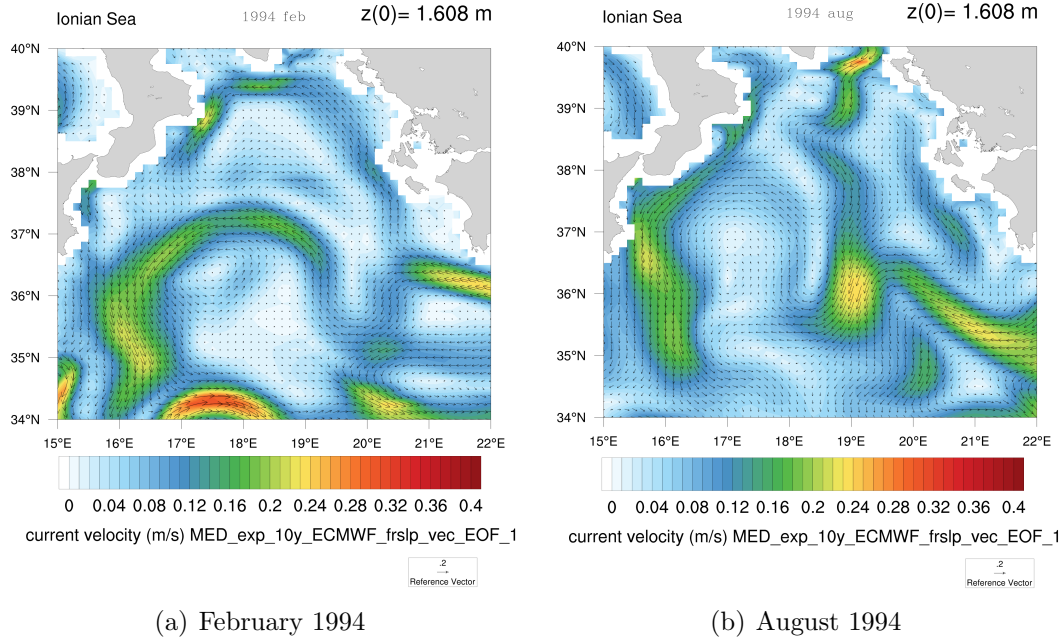 Ionian Sea 1994 feb z(0)= 1.608 m
40°N
39°N
38°N
37°N
36°N
35°N
34°N
15°E 16°E 17°E 18°E 19°E 20°E 21°E 22°E
0 0.04 0.08 0.12 0.16 0.2 0.24 0.28 0.32 0.36 0.4
current velocity (m/s) MED_exp_10y_ECMWF_frslp_vec_EOF_1
.2
Reference Vector
(a) February 1994
Ionian Sea 1994 aug z(0)= 1.608 m
40°N
39°N
38°N
37°N
36°N
35°N
34°N
15°E 16°E 17°E 18°E 19°E 20°E 21°E 22°E
0 0.04 0.08 0.12 0.16 0.2 0.24 0.28 0.32 0.36 0.4
current velocity (m/s) MED_exp_10y_ECMWF_frslp_vec_EOF_1
.2
Reference Vector
(b) August 1994